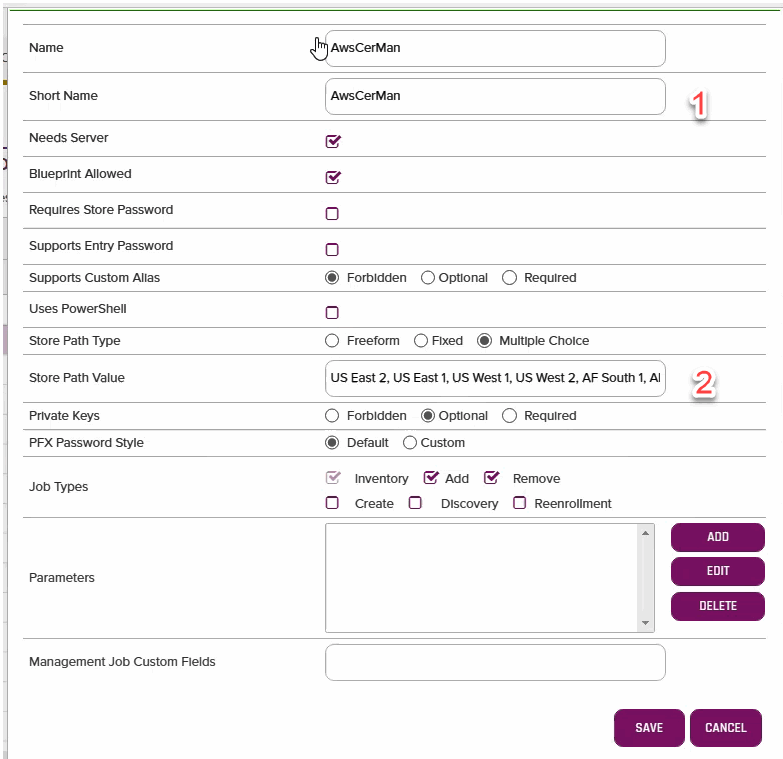 Name AwsCerMan
Short Name AwsCerMan 1
Needs Server
Blueprint Allowed
Requires Store Password
Supports Entry Password
Supports Custom Alias Forbidden Optional Required
Uses PowerShell
Store Path Type Freeform Fixed Multiple Choice
Store Path Value US East 2, US East 1, US West 1, US West 2, AF South 1, 2
Private Keys Forbidden Optional Required
PFX Password Style Default Custom
Inventory Add Remove
Job Types
Create Discovery Reenrollment
ADD
EDIT
Parameters
DELETE
Management Job Custom Fields
SAVE CANCEL